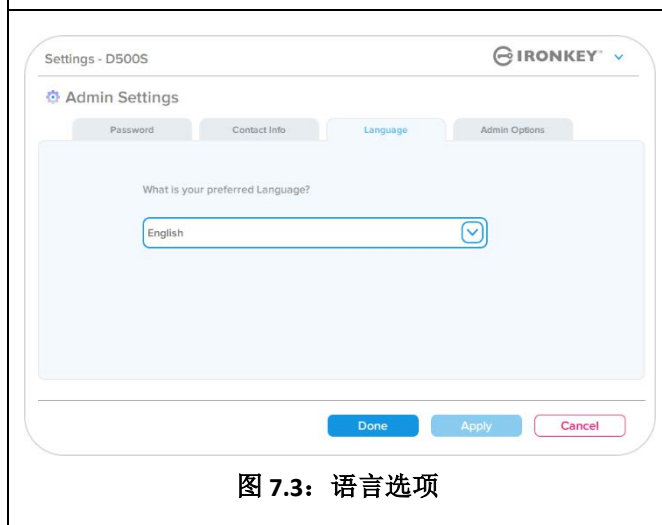 Settings - D500S
IRONKEY
Admin Settings
Password Contact Info Language Admin Options
What is your preferred Language?
English
Done Apply Cancel
图 7.3：语言选项